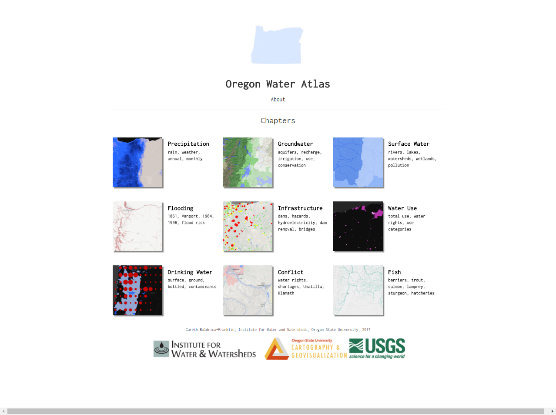 Oregon Water Atlas
About
Chapters
Precipitation
rain, weather,
annual, monthly
Groundwater
aquifers, recharge,
irrigation, use,
conservation
Surface Water
rivers, lakes,
watersheds, wetlands,
pollution
Flooding
1861, Vanport, 1964,
1996, flood risk
Infrastructure
dams, hazards,
hydroelectricity, dam
removal, bridges
Water Use
total use, water
rights, use
categories
Drinking Water
surface, ground,
bottled, contaminants
Conflict
water rights,
shortages, Umatilla,
Klamath
Fish
barriers, trout,
salmon, lamprey,
sturgeon, hatcheries
Institute for Water and Watersheds, Oregon State University, 2017
INSTITUTE FOR
WATER & WATERSHEDS
Oregon State University
CARTOGRAPHY &
GEOVISUALIZATION
USGS
science for a changing world